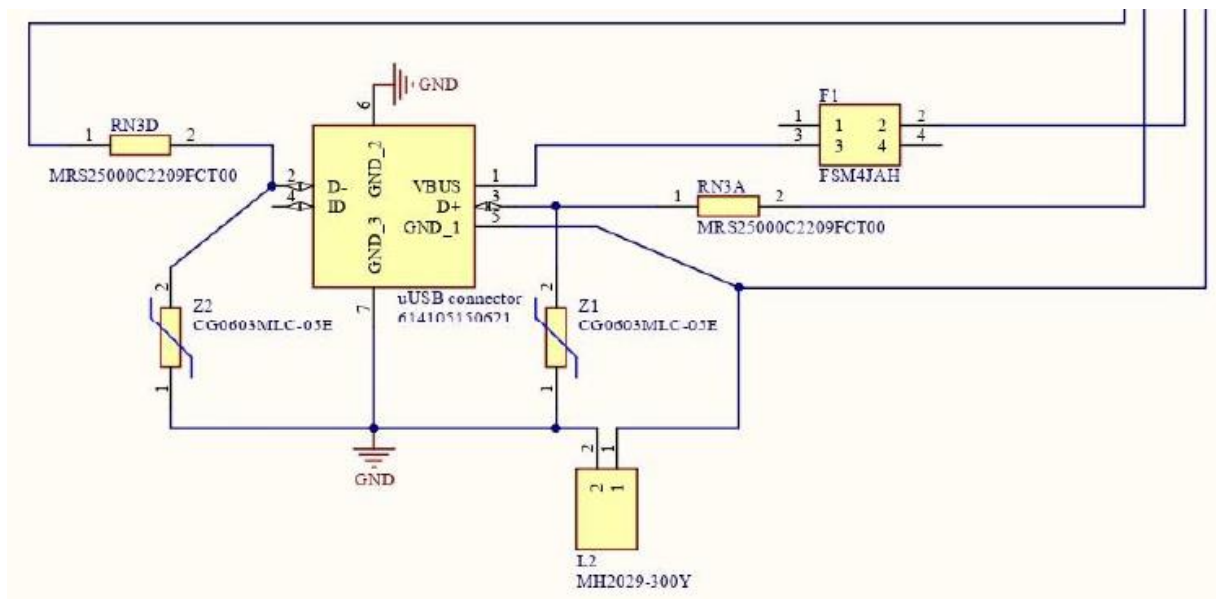 GND
6
F1
RN3D
1 2
1 1 2 2
3 3 4 4
MRS25000C2209FCT00
FSM4JAH
GND_2
2 D- VBUS 1
4 ID D+ 3
GND_1 5
GND_3
RN3A
1 2
MRS25000C2209FCT00
7
uUSB connector
614105150621
2
Z2
CG0603MLC-05E
1
2
Z1
CG0603MLC-05E
1
GND
2 1
2 1
L2
MH2029-300Y